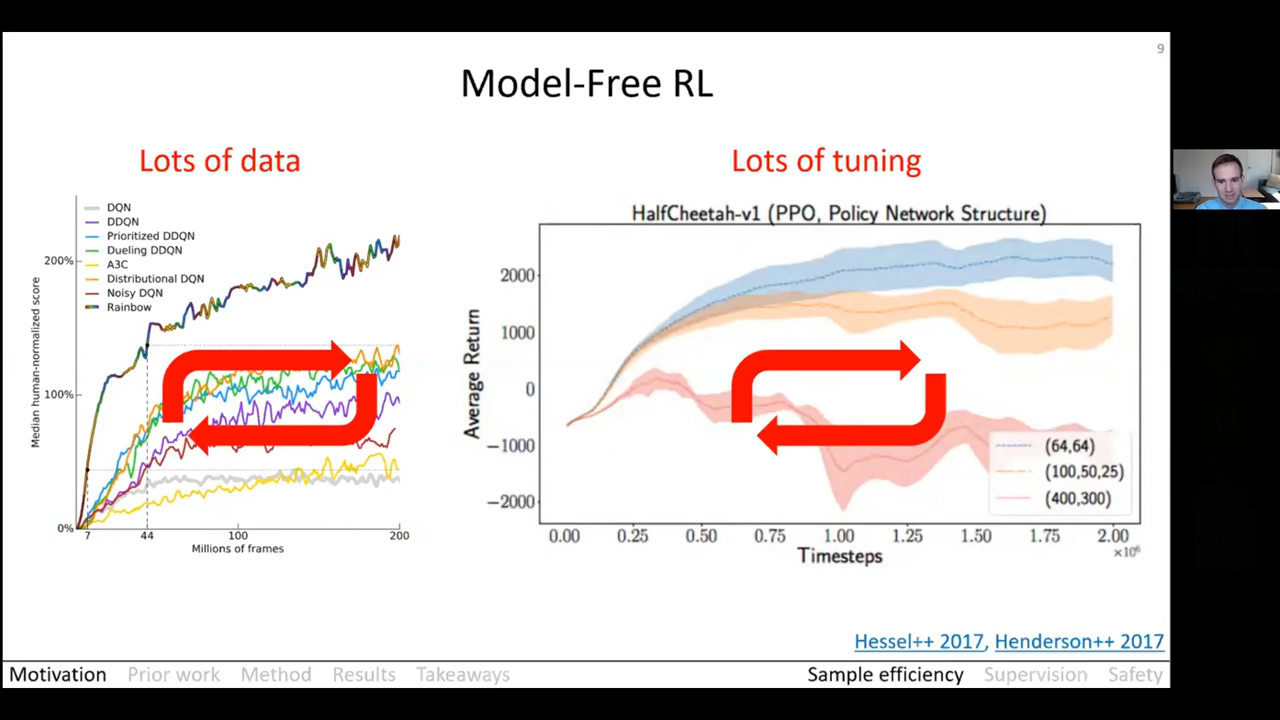 9
Model-Free RL
Lots of data
Lots of tuning
DQN
DDQN
Prioritized DDQN
Dueling DDQN
A3C
Distributional DQN
Noisy DQN
Rainbow
Median human-normalized score
200%
100%
0%
7 44 100 200
Millions of frames
HalfCheetah-v1 (PPO, Policy Network Structure)
Average Return
2000
1000
0
−1000
−2000
(64,64)
(100,50,25)
(400,300)
0.00 0.25 0.50 0.75 1.00 1.25 1.50 1.75 2.00
Timesteps
×10⁶
Hessel++ 2017, Henderson++ 2017
Motivation Prior work Method Results Takeaways
Sample efficiency Supervision Safety